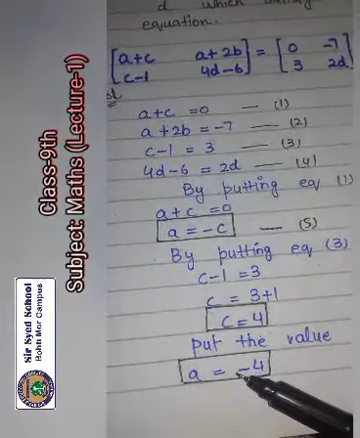 d which
equation.
[a+c a+2b] = [0 -7]
[c-1 4d-6] [3 2d]
a+c =0 — (1)
a+2b =-7 — (2)
c-1 = 3 — (3)
4d-6 = 2d — (4)
By putting eq (1)
a+c =0
a = -c — (5)
By putting eq (3)
c-1 =3
c = 3+1
c= 4
put the value
a = -4
Class-9th
Subject: Maths (Lecture-1)
Sir Syed School
Bohh Mor Campus